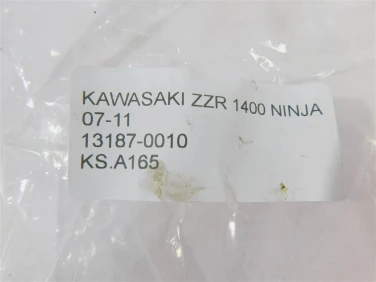 KAWASAKI ZZR 1400 NINJA
07-11
13187-0010
KS.A165